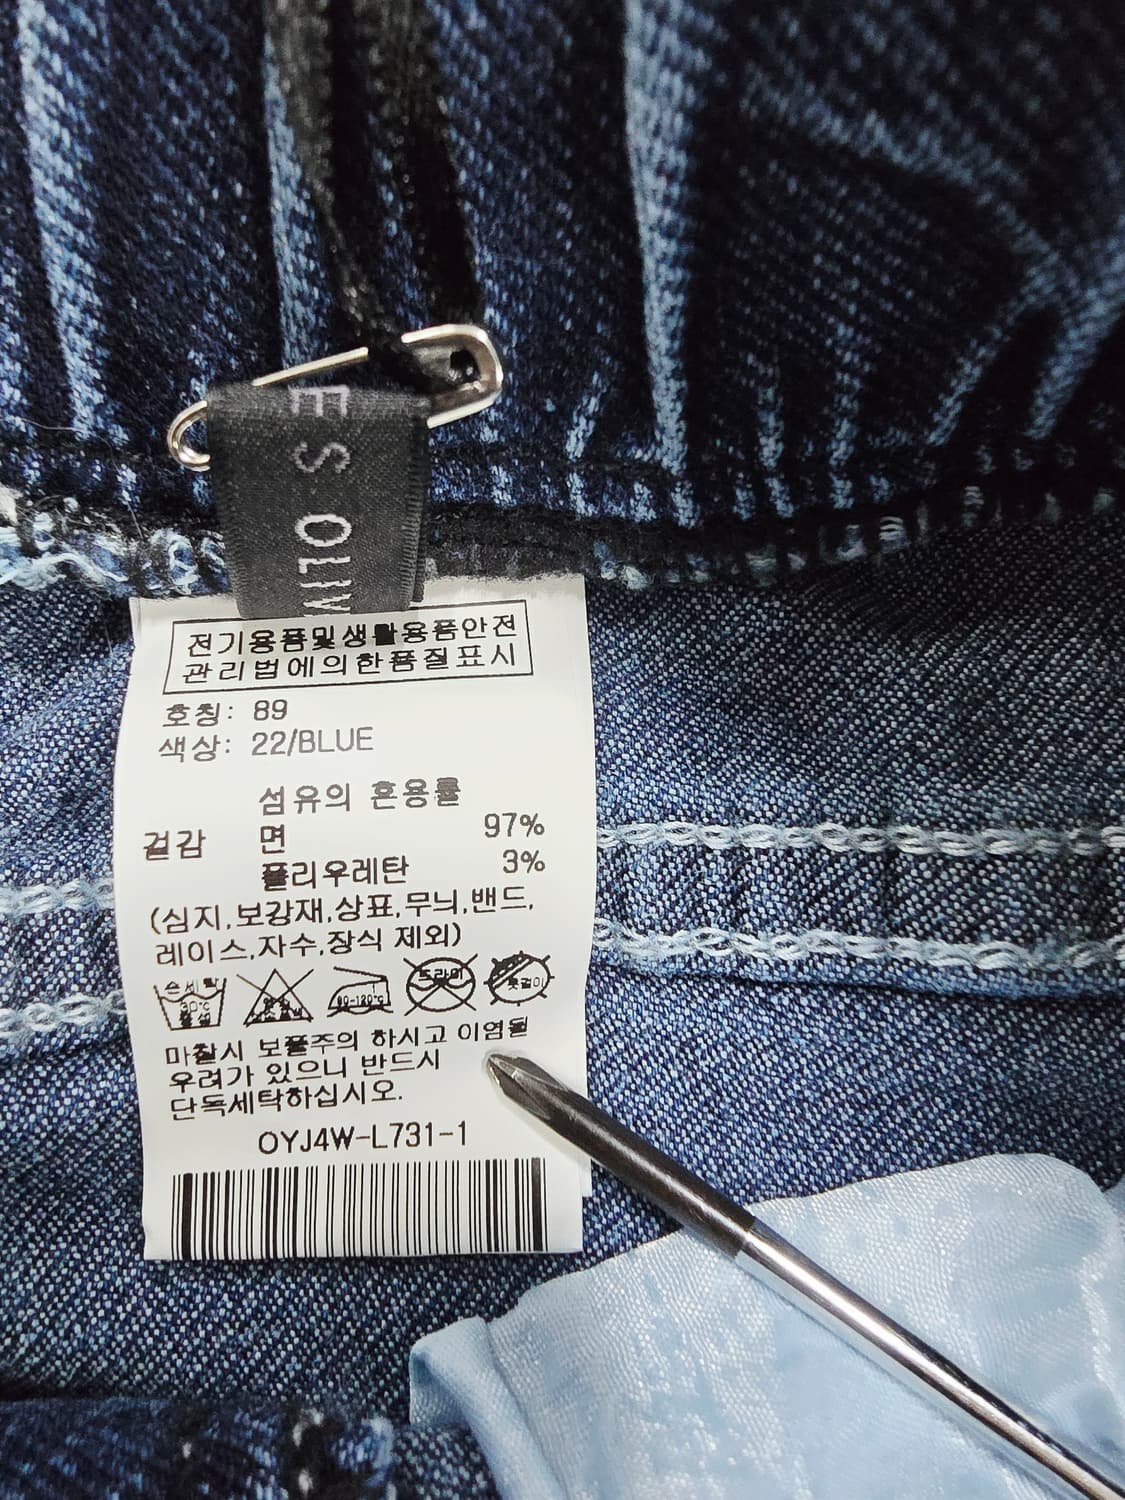 ES OLIV
전기용품및생활용품안전
관리법에의한품질표시
호칭: 89
색상: 22/BLUE
섬유의 혼용률
겉감 면 97%
폴리우레탄 3%
(심지,보강재,상표,무늬,밴드,
레이스,자수,장식 제외)
손세탁 30℃ 중성
80~120℃
드라이
옷걸이
마찰시 보풀주의 하시고 이염될
우려가 있으니 반드시
단독세탁하십시오.
OYJ4W-L731-1